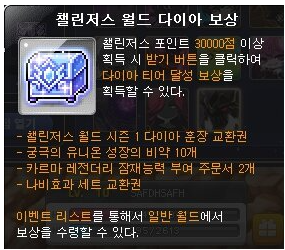 챌린저스 월드 다이아 보상
챌린저스 포인트 30000점 이상
획득 시 받기 버튼을 클릭하여
다이아 티어 달성 보상을
획득할 수 있다.
- 챌린저스 월드 시즌 1 다이아 훈장 교환권
- 궁극의 유니온 성장의 비약 10개
- 카르마 레전더리 잠재능력 부여 주문서 2개
- 나비효과 세트 교환권
이벤트 리스트를 통해서 일반 월드에서
보상을 수령할 수 있다.